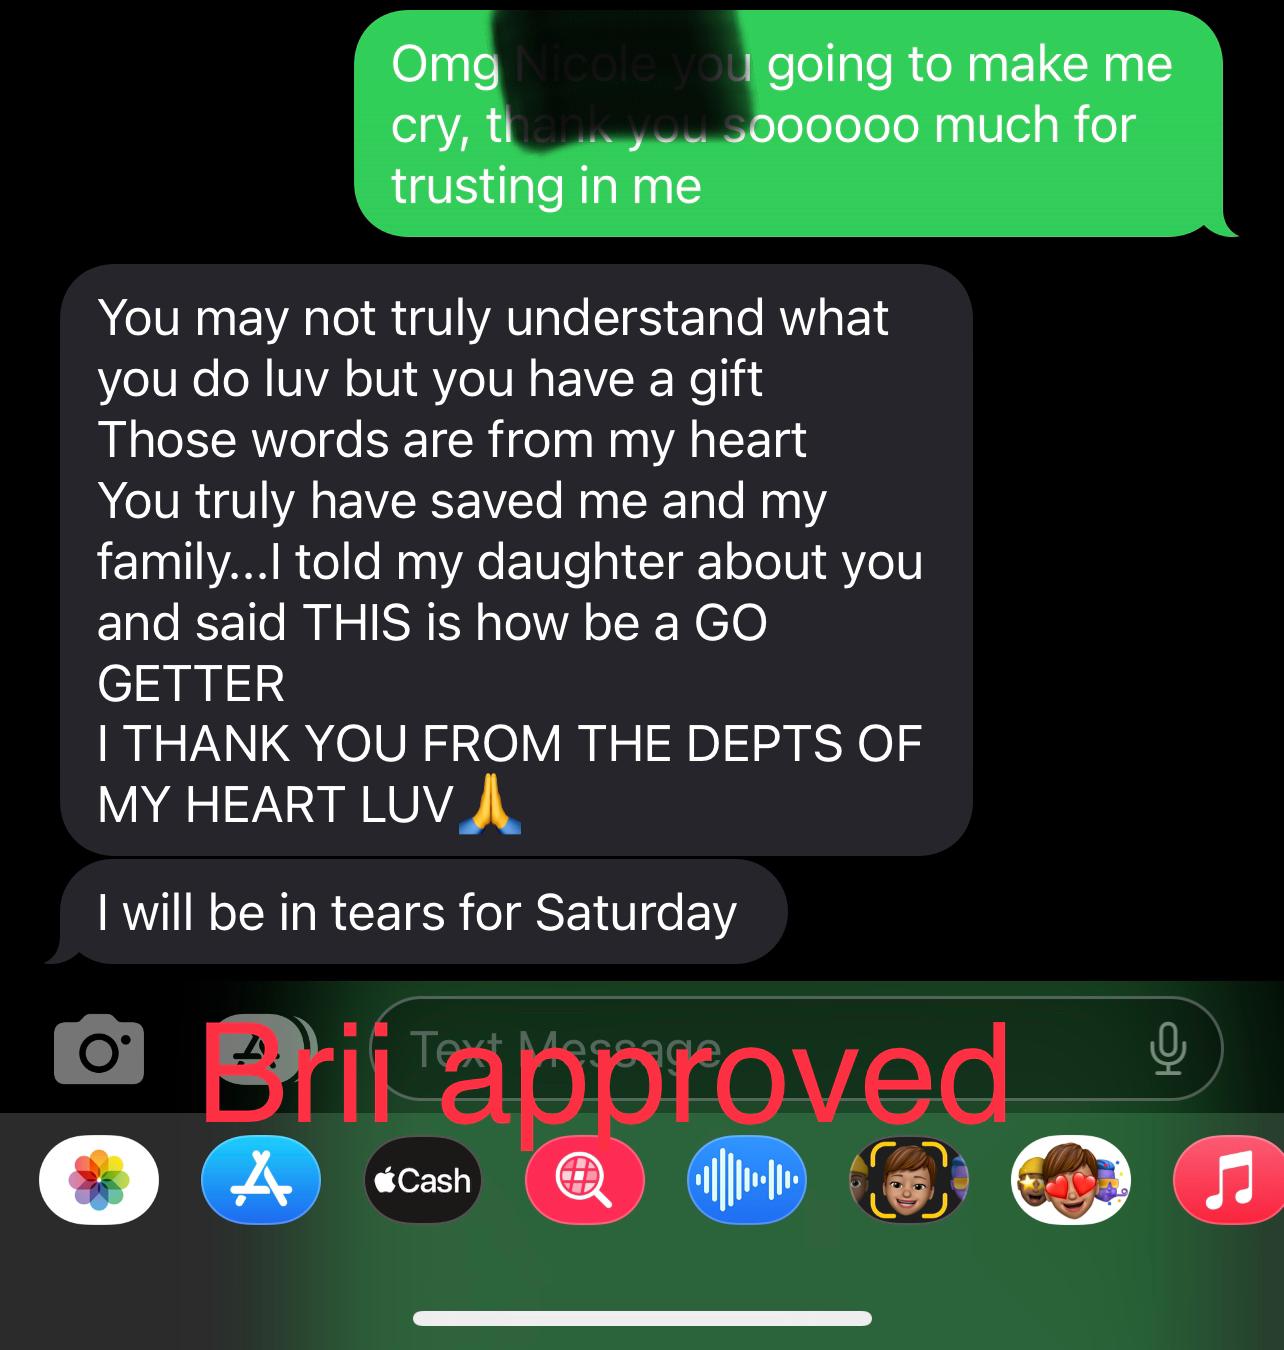 Omg you going to make me
cry, thank you soooooo much for
trusting in me
You may not truly understand what
you do luv but you have a gift
Those words are from my heart
You truly have saved me and my
family...I told my daughter about you
and said THIS is how be a GO
GETTER
I THANK YOU FROM THE DEPTS OF
MY HEART LUV🙏
I will be in tears for Saturday
Text Message
Brii approved
Cash